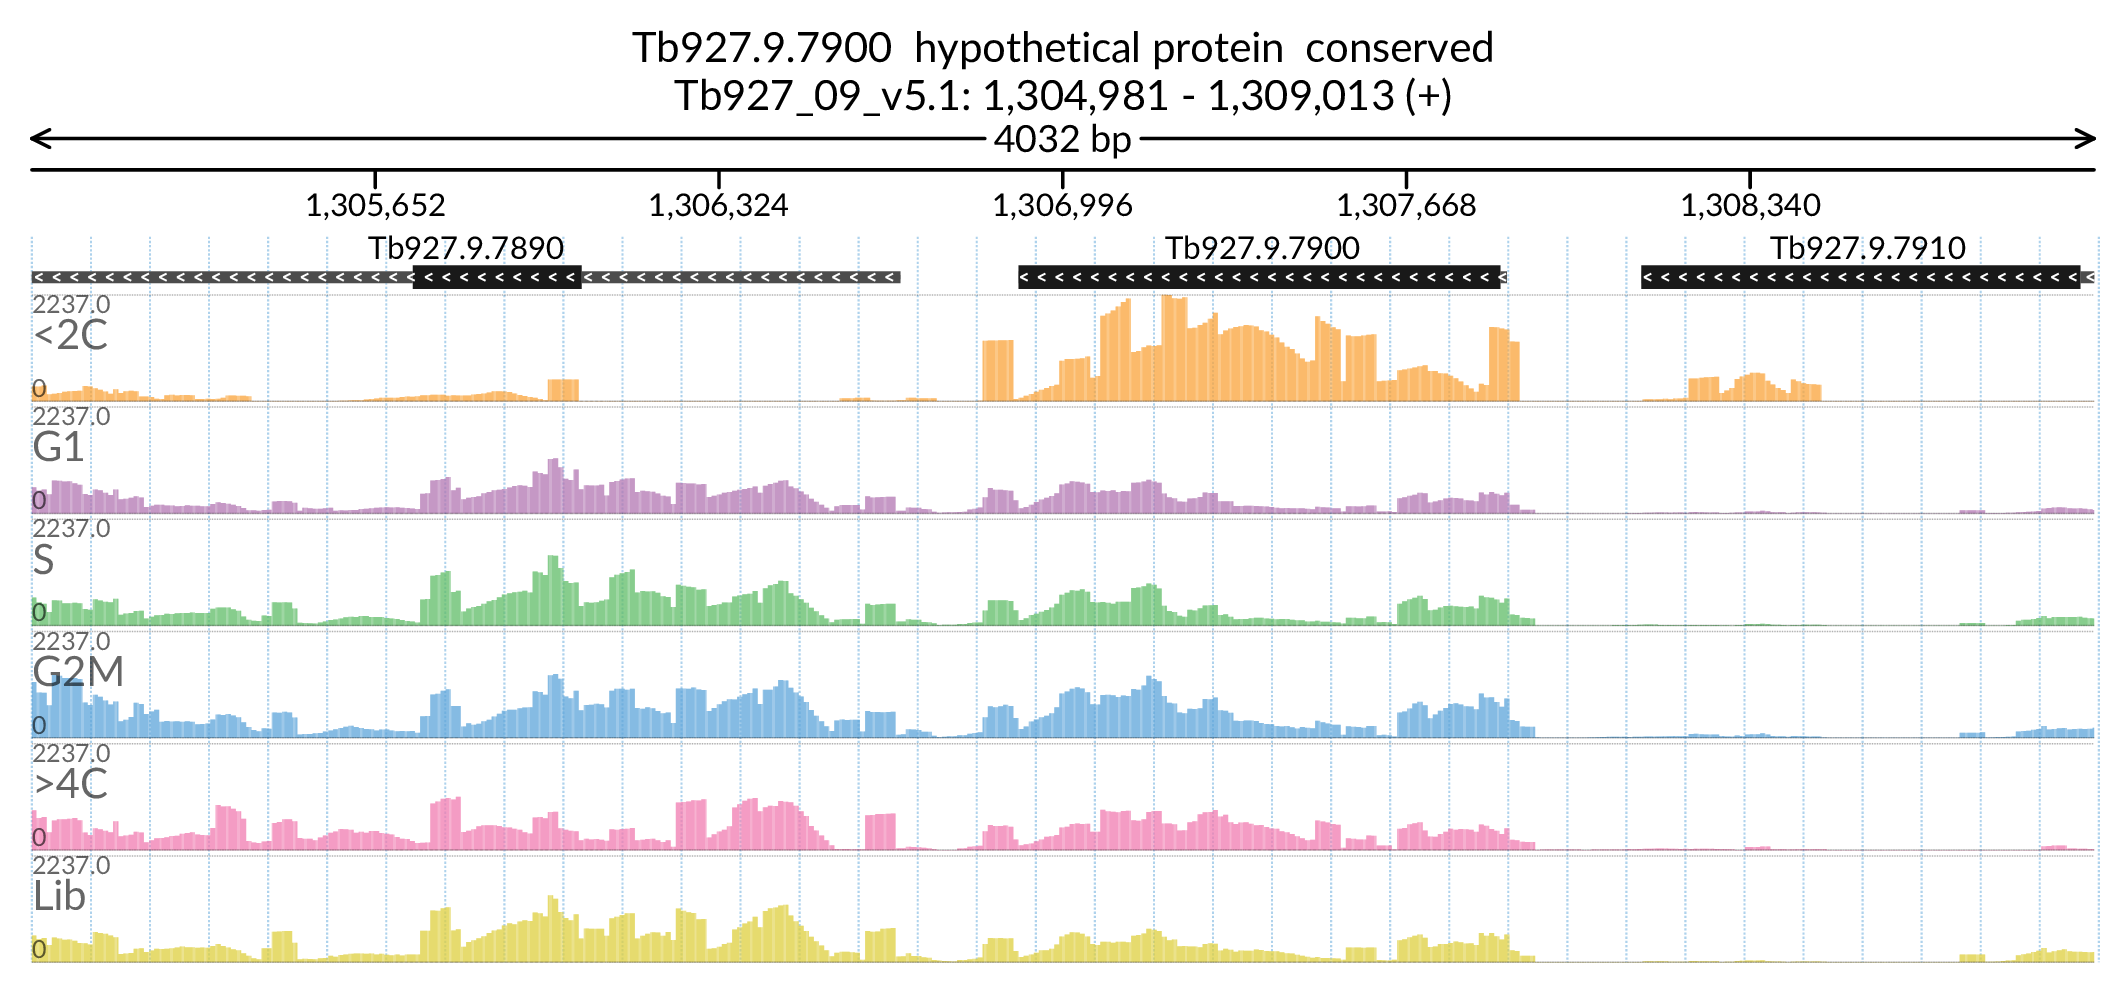 Tb927.9.7900  hypothetical protein  conserved
Tb927_09_v5.1: 1,304,981 - 1,309,013 (+)
4032 bp
1,305,652 1,306,324 1,306,996 1,307,668 1,308,340
Tb927.9.7890 Tb927.9.7900 Tb927.9.7910
2237.0
<2C
0
2237.0
G1
0
2237.0
S
0
2237.0
G2M
0
2237.0
>4C
0
2237.0
Lib
0